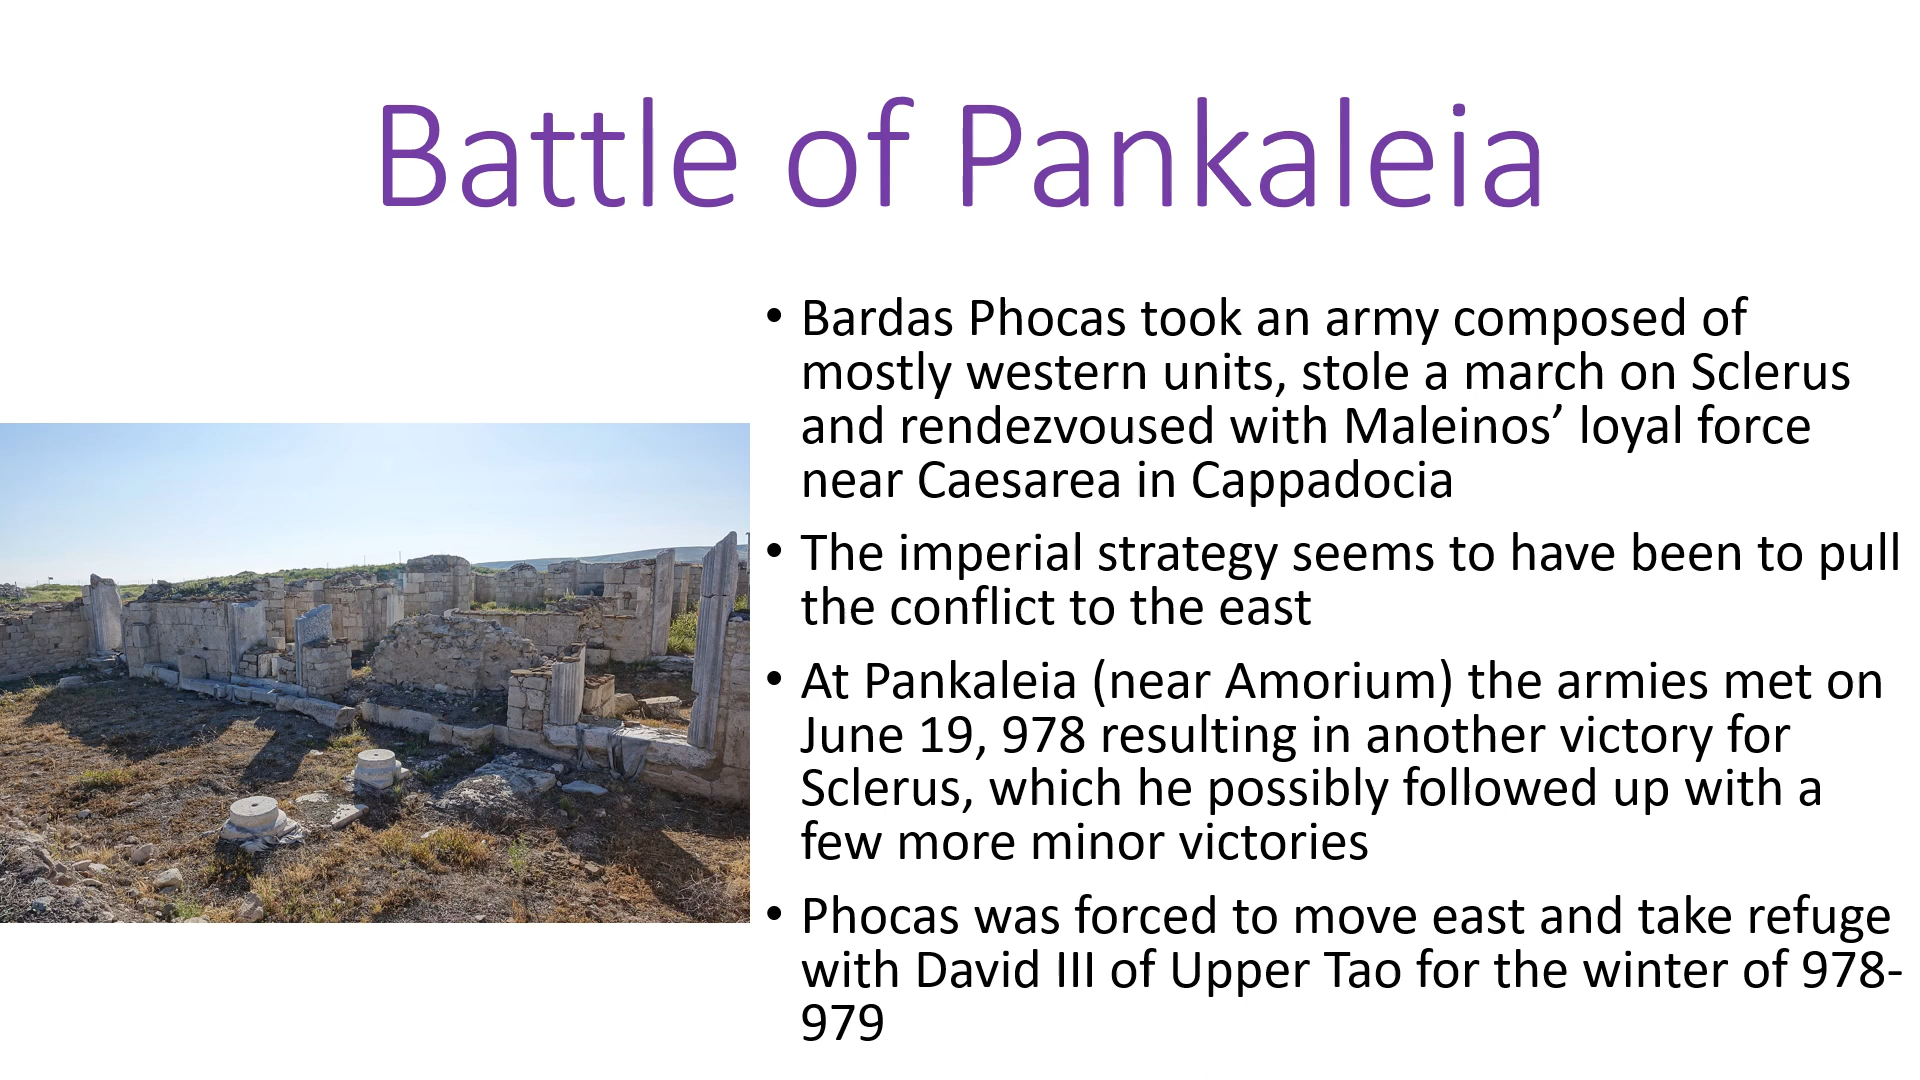 Battle of Pankaleia
• Bardas Phocas took an army composed of
mostly western units, stole a march on Sclerus
and rendezvoused with Maleinos’ loyal force
near Caesarea in Cappadocia
• The imperial strategy seems to have been to pull
the conflict to the east
• At Pankaleia (near Amorium) the armies met on
June 19, 978 resulting in another victory for
Sclerus, which he possibly followed up with a
few more minor victories
• Phocas was forced to move east and take refuge
with David III of Upper Tao for the winter of 978-
979